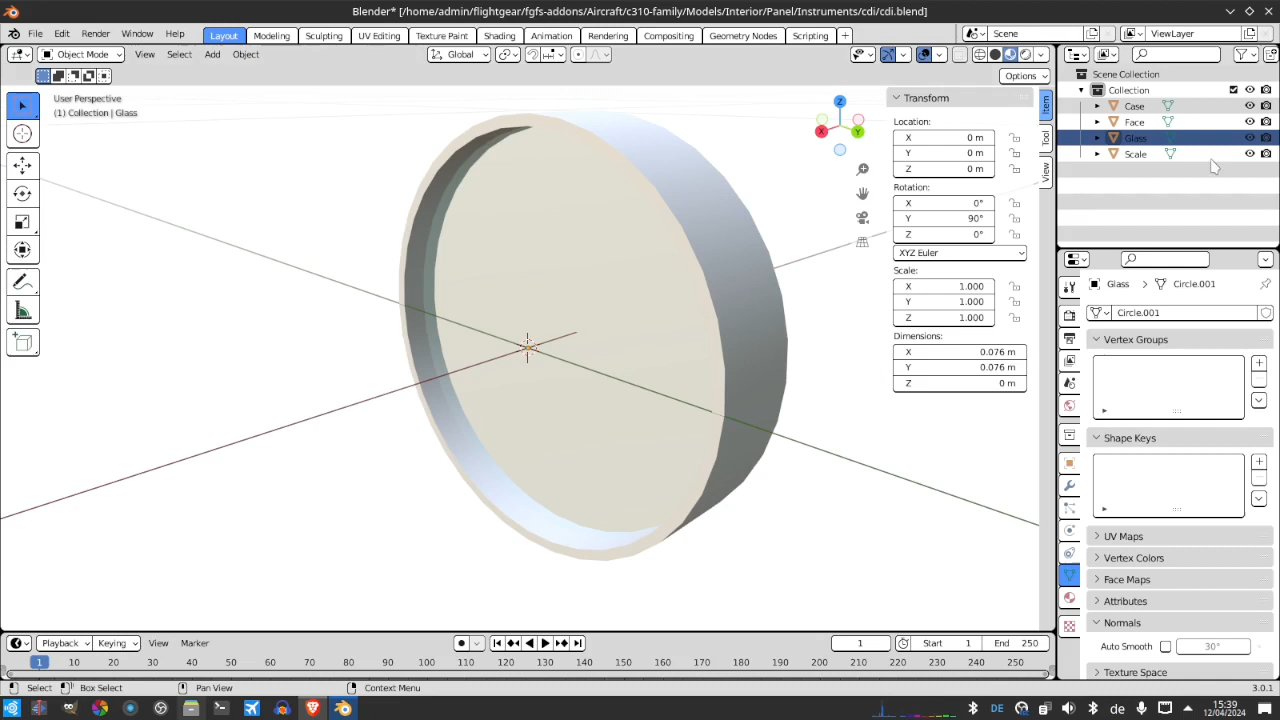 Blender* [/home/admin/flightgear/fgfs-addons/Aircraft/c310-family/Models/Interior/Panel/Instruments/cdi/cdi.blend]
File Edit Render Window Help Layout Modeling Sculpting UV Editing Texture Paint Shading Animation Rendering Compositing Geometry Nodes Scripting + Scene ViewLayer
Object Mode View Select Add Object Global
Options
User Perspective
(1) Collection | Glass
Z
X
Y
Transform
Location:
X 0 m
Y 0 m
Z 0 m
Rotation:
X 0°
Y 90°
Z 0°
XYZ Euler
Scale:
X 1.000
Y 1.000
Z 1.000
Dimensions:
X 0.076 m
Y 0.076 m
Z 0 m
Item
Tool
View
Scene Collection
Collection
Case
Face
Glass
Scale
Glass Circle.001
Circle.001
Vertex Groups
Shape Keys
UV Maps
Vertex Colors
Face Maps
Attributes
Normals
Auto Smooth 30°
Texture Space
Playback Keying View Marker 1 Start 1 End 250
1 10 20 30 40 50 60 70 80 90 100 110 120 130 140 150 160 170 180 190 200 210 220 230 240 250
Select Box Select Pan View Context Menu 3.0.1
DE de 15:39
12/04/2024